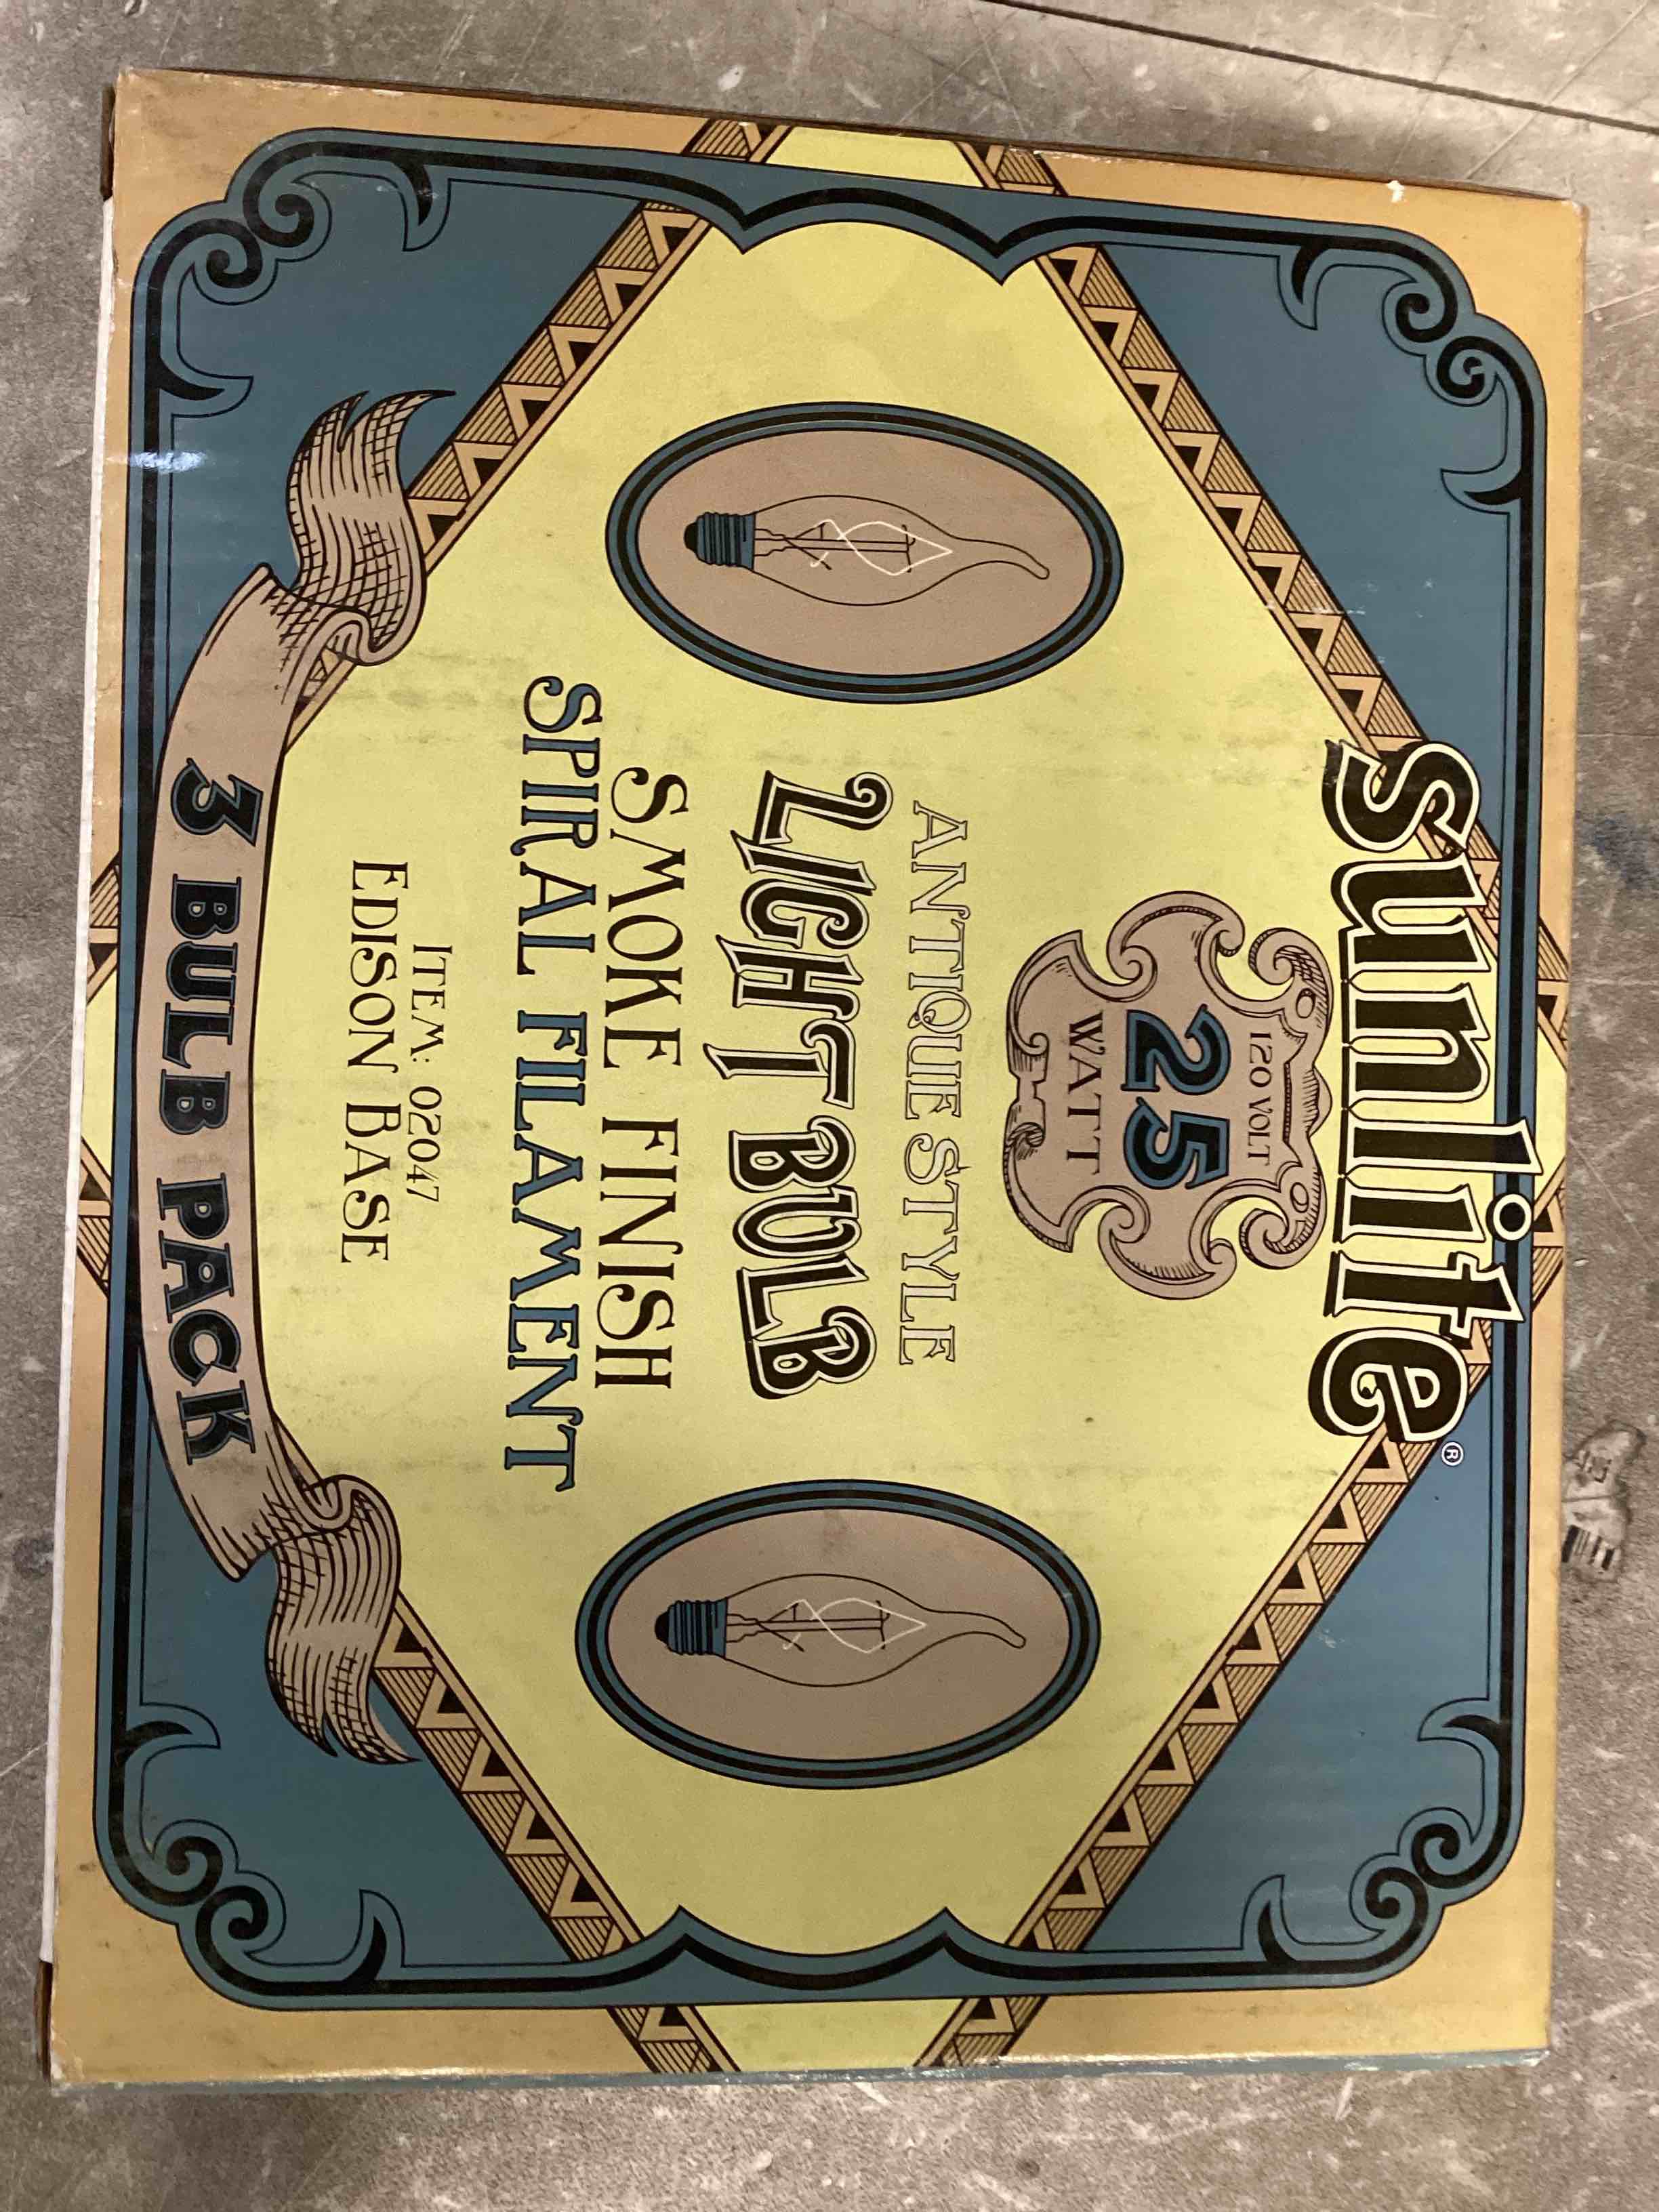 sunlite®
120 VOLT
25
WATT
ANTIQUE STYLE
LIGHT BULB
SMOKE FINISH
SPIRAL FILAMENT
ITEM: 02047
EDISON BASE
3 BULB PACK